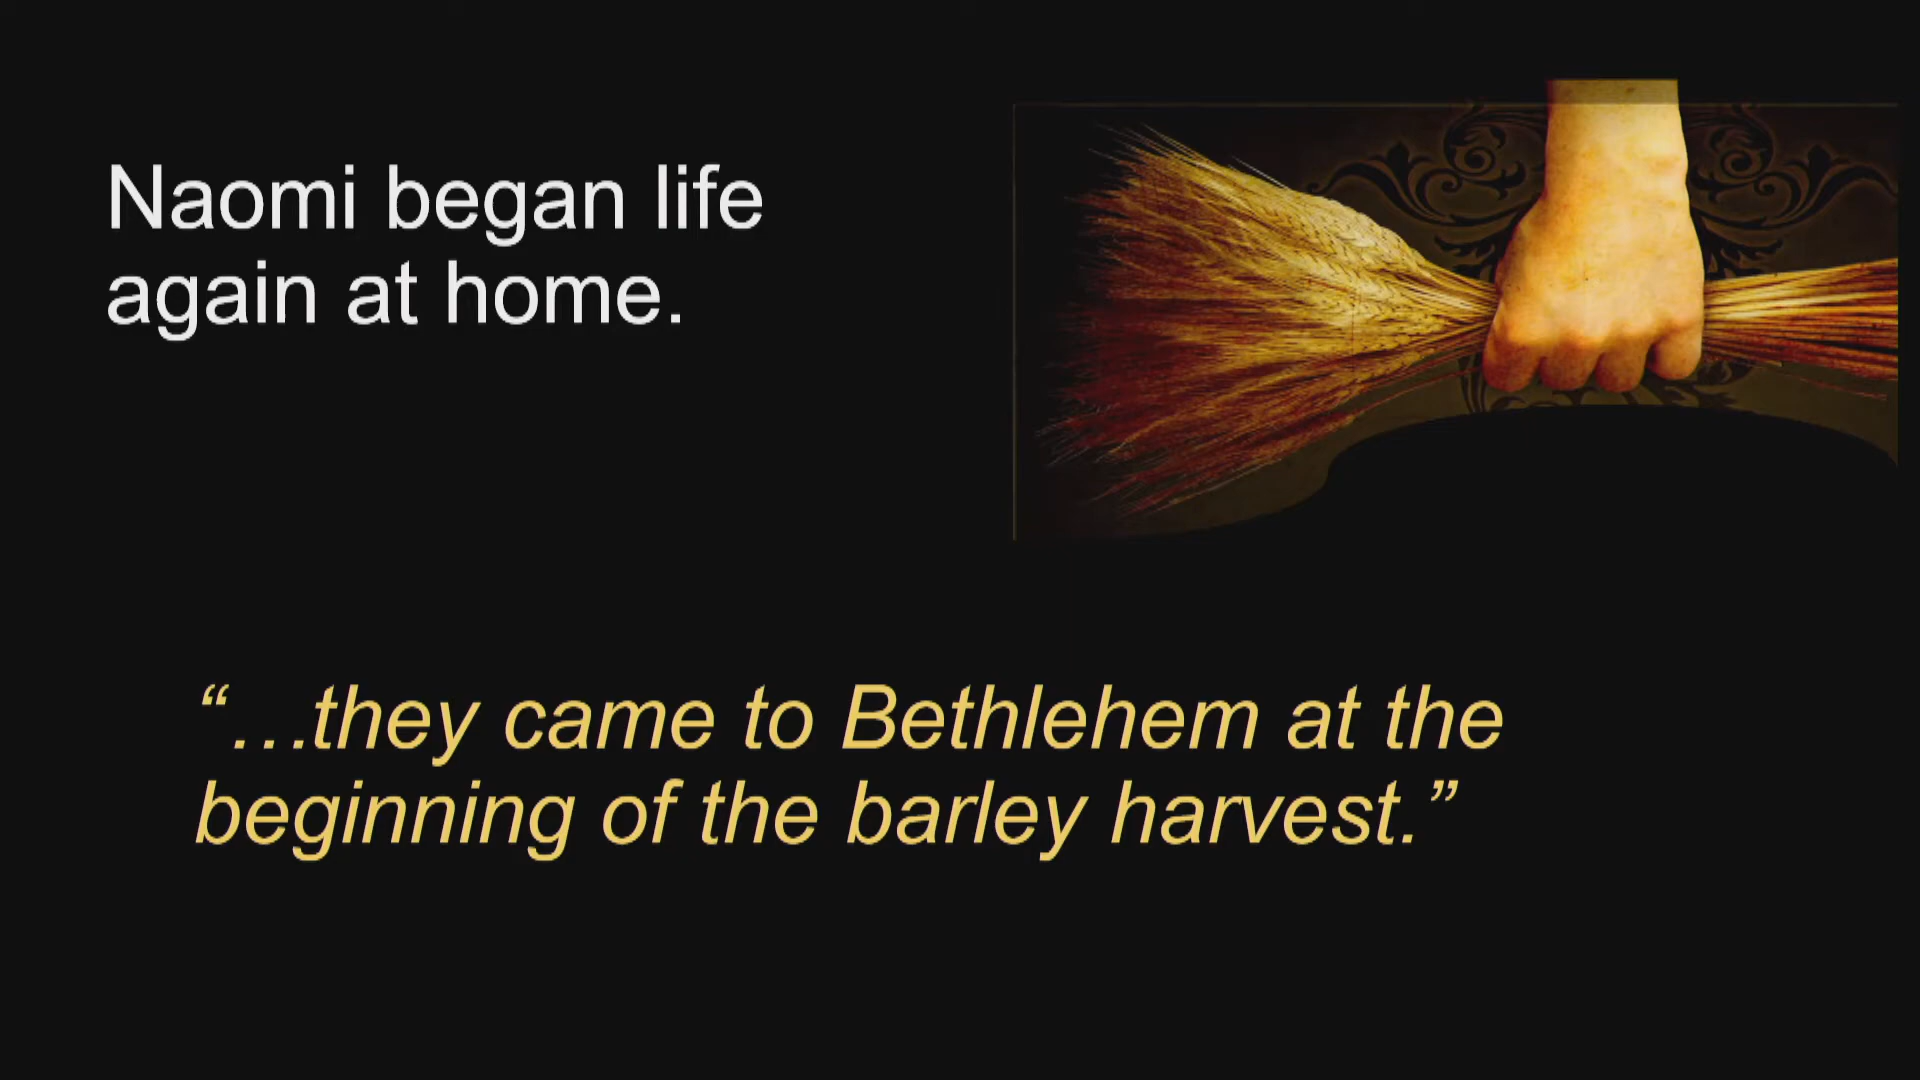 Naomi began life
again at home.
“…they came to Bethlehem at the
beginning of the barley harvest.”